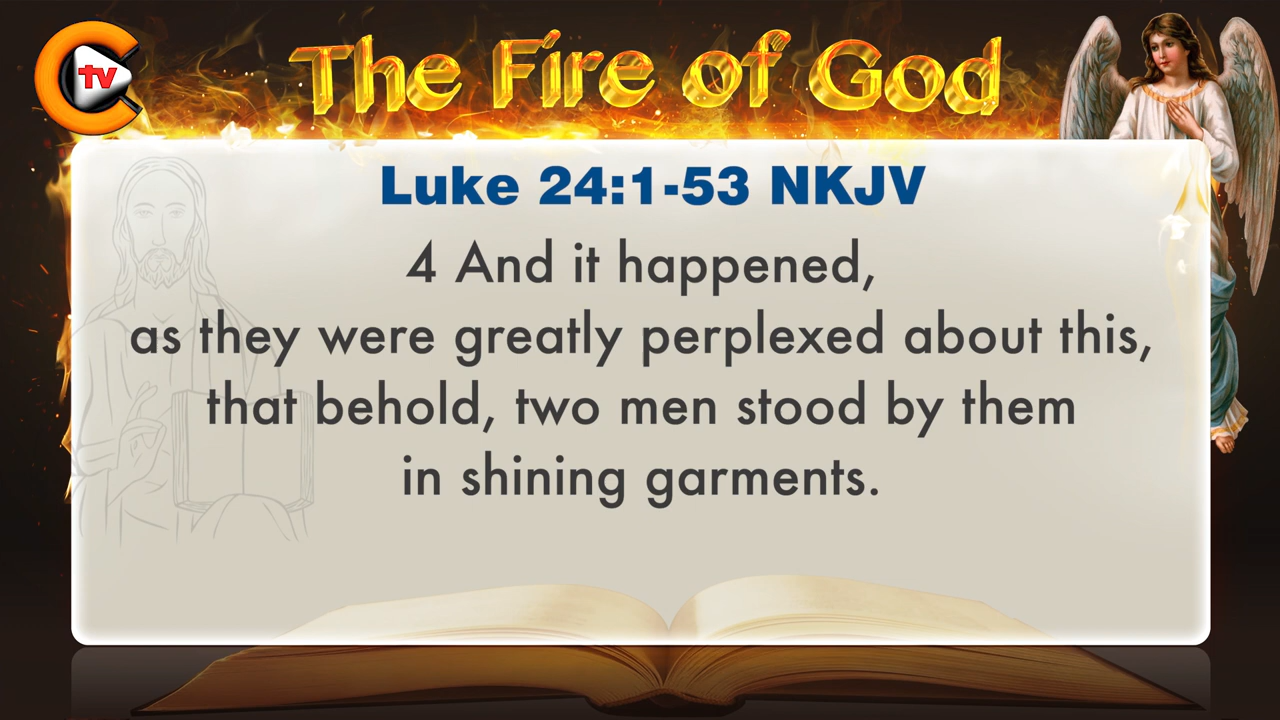 tv
The Fire of God
Luke 24:1-53 NKJV
4 And it happened,
as they were greatly perplexed about this,
that behold, two men stood by them
in shining garments.